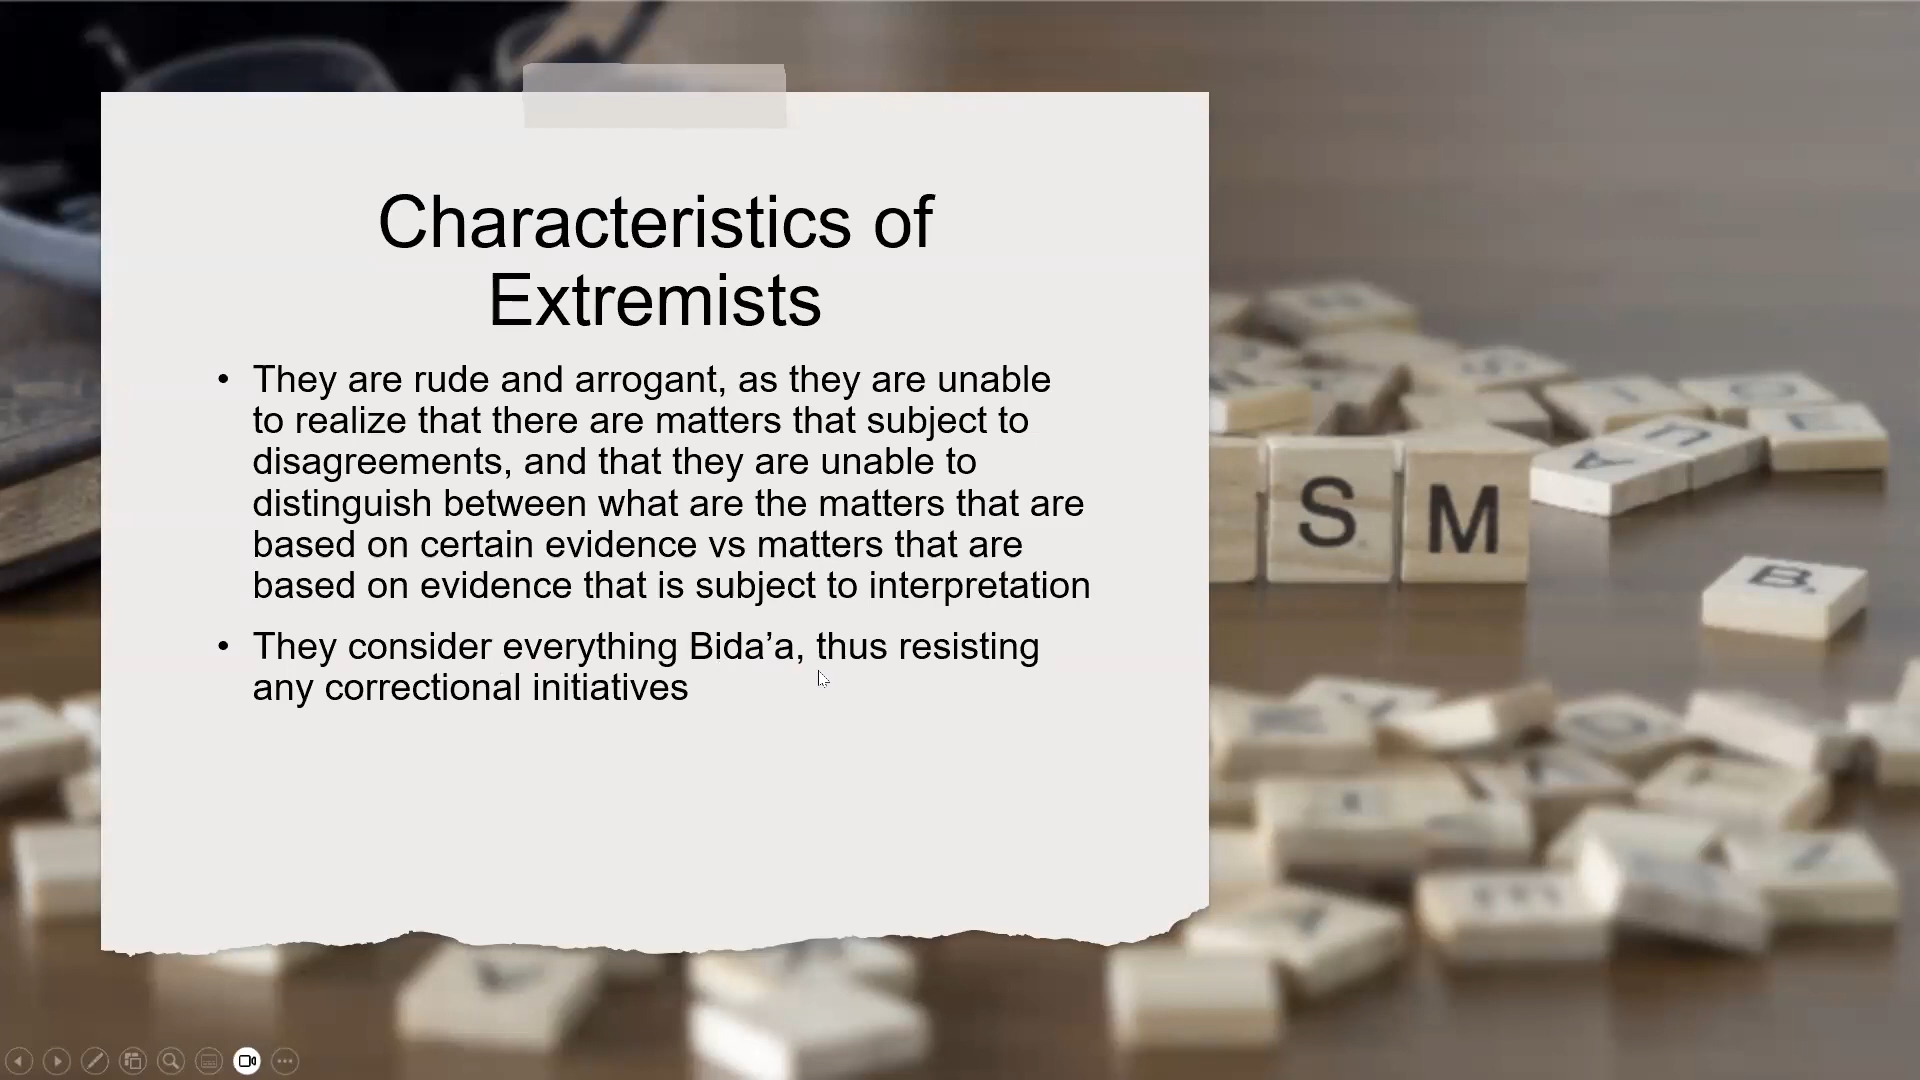 Characteristics of
Extremists
• They are rude and arrogant, as they are unable
to realize that there are matters that subject to
disagreements, and that they are unable to
distinguish between what are the matters that are
based on certain evidence vs matters that are
based on evidence that is subject to interpretation
• They consider everything Bida’a, thus resisting
any correctional initiatives
S M
B